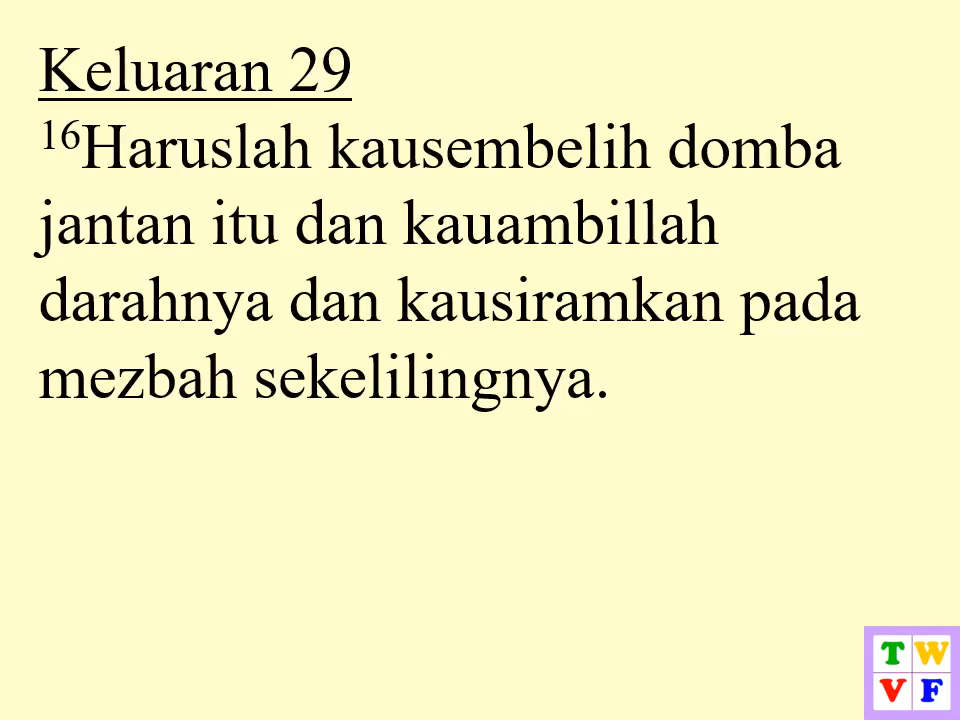 Keluaran 29
16Haruslah kausembelih domba
jantan itu dan kauambillah
darahnya dan kausiramkan pada
mezbah sekelilingnya.
T W
V F